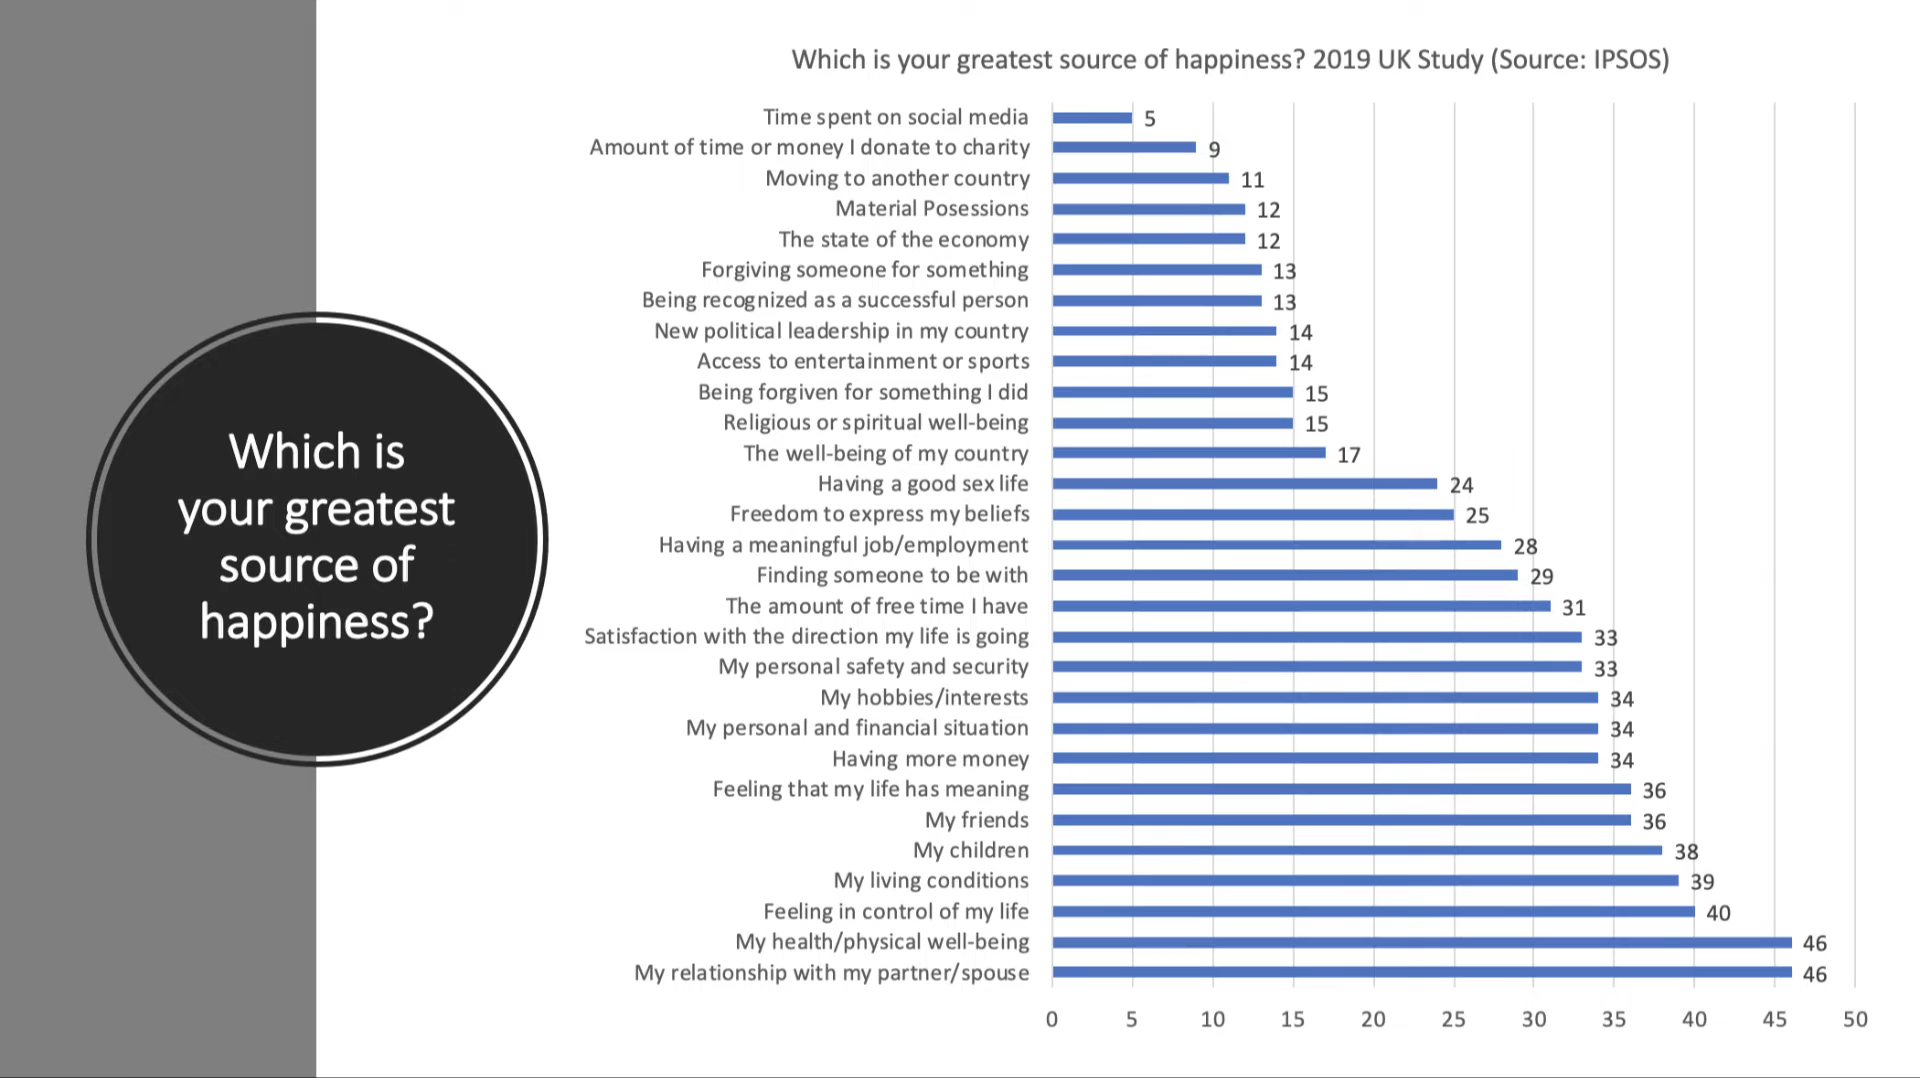 Which is your greatest source of happiness? 2019 UK Study (Source: IPSOS)
Time spent on social media 5
Amount of time or money I donate to charity 9
Moving to another country 11
Material Posessions 12
The state of the economy 12
Forgiving someone for something 13
Being recognized as a successful person 13
New political leadership in my country 14
Access to entertainment or sports 14
Being forgiven for something I did 15
Religious or spiritual well-being 15
The well-being of my country 17
Having a good sex life 24
Freedom to express my beliefs 25
Having a meaningful job/employment 28
Finding someone to be with 29
The amount of free time I have 31
Satisfaction with the direction my life is going 33
My personal safety and security 33
My hobbies/interests 34
My personal and financial situation 34
Having more money 34
Feeling that my life has meaning 36
My friends 36
My children 38
My living conditions 39
Feeling in control of my life 40
My health/physical well-being 46
My relationship with my partner/spouse 46
0 5 10 15 20 25 30 35 40 45 50
Which is
your greatest
source of
happiness?